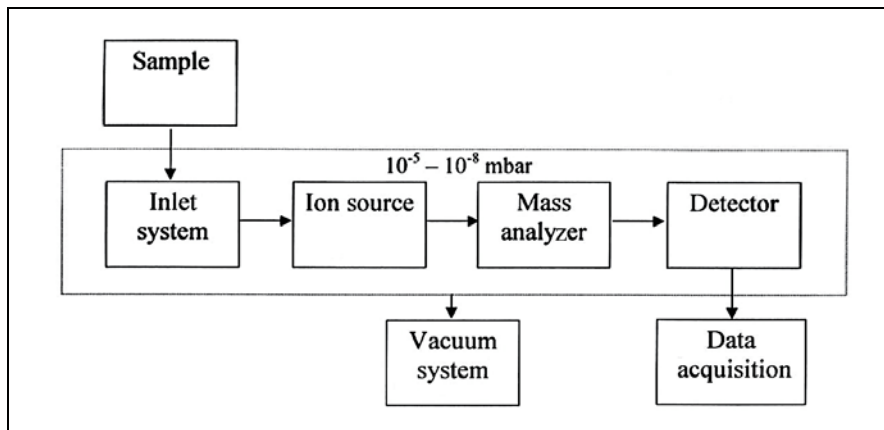 Sample
10⁻⁵ – 10⁻⁸ mbar
Inlet
system
Ion source
Mass
analyzer
Detector
Vacuum
system
Data
acquisition